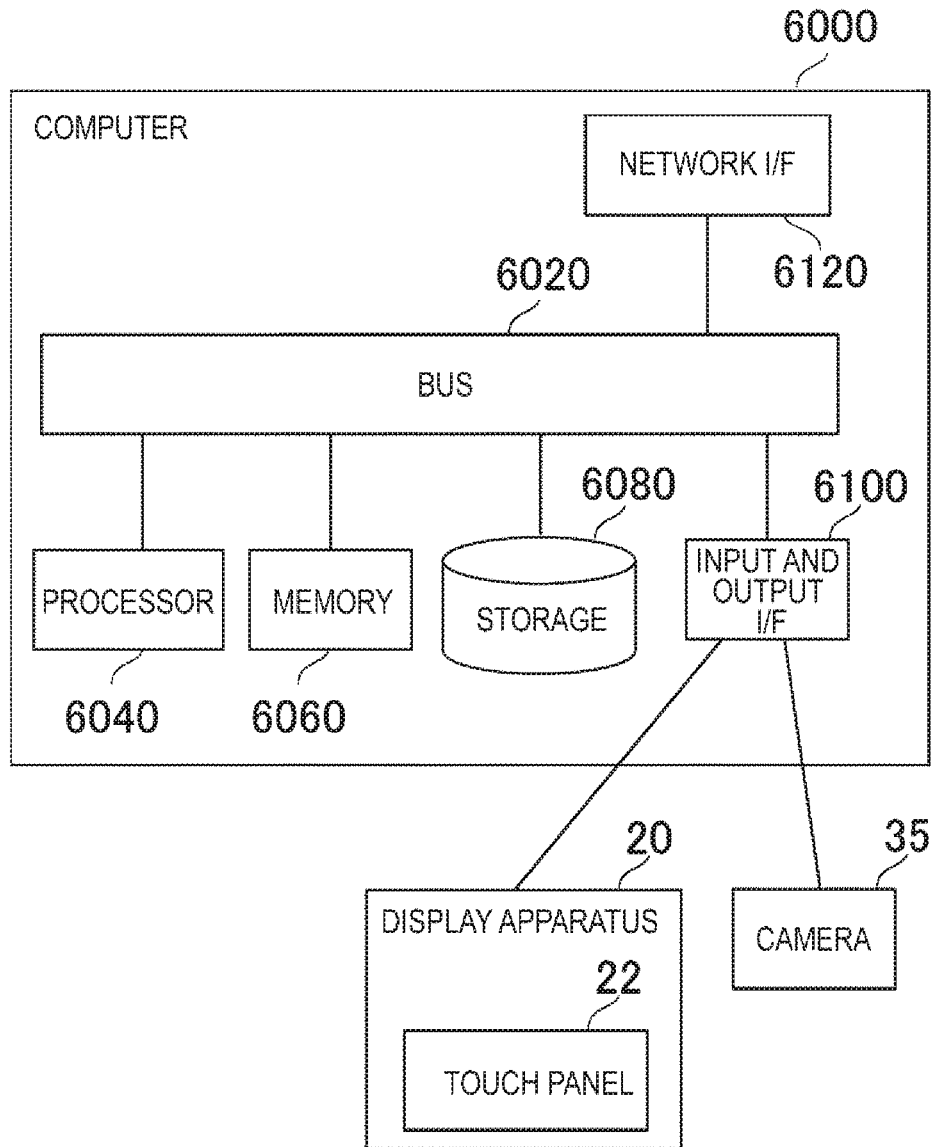 6000
COMPUTER
NETWORK I/F
6120
6020
BUS
6080
6100
PROCESSOR
MEMORY
STORAGE
INPUT AND
OUTPUT
I/F
6040
6060
20
35
DISPLAY APPARATUS
CAMERA
22
TOUCH PANEL